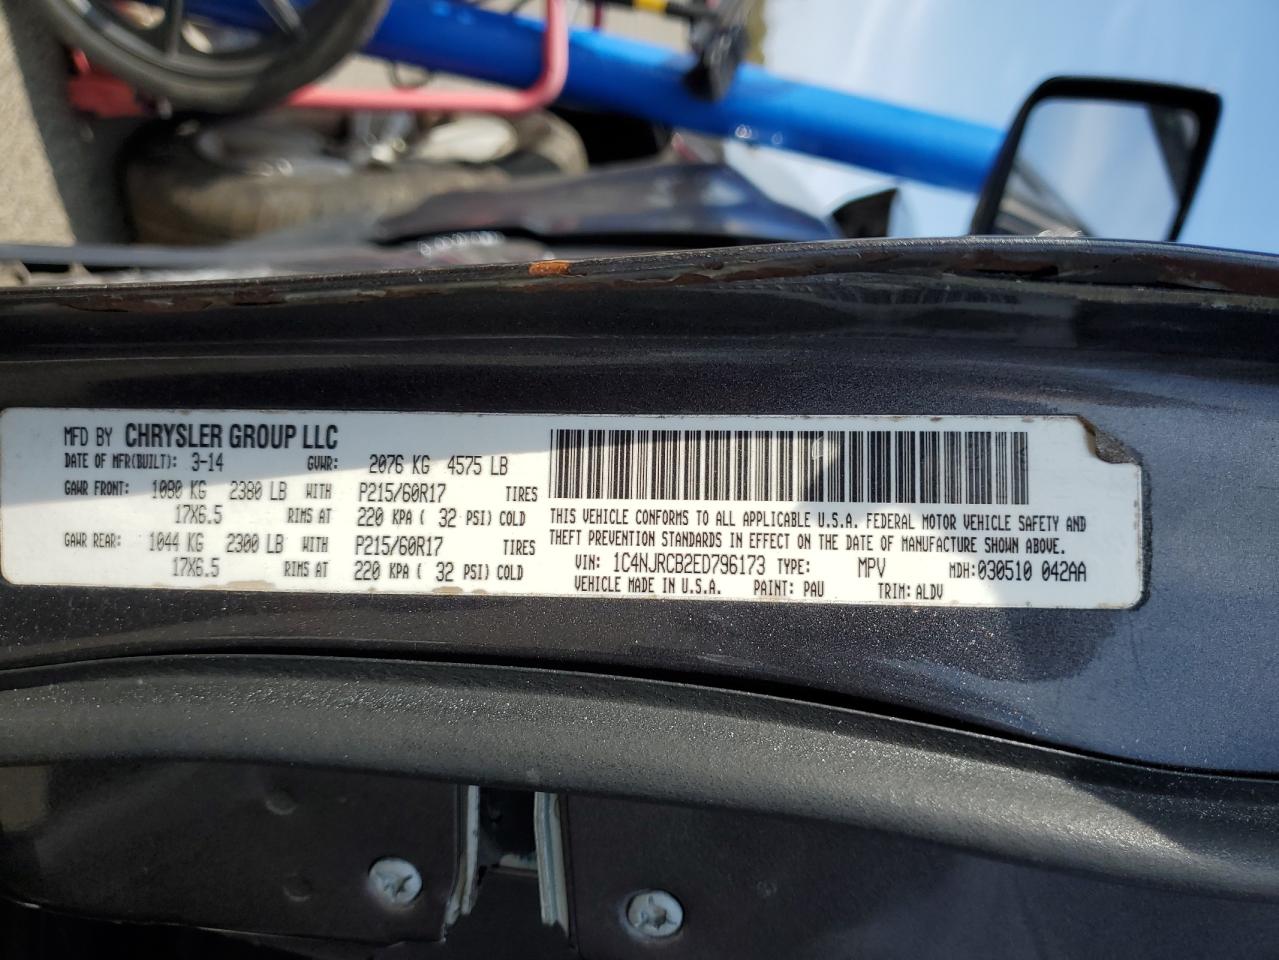 MFD BY CHRYSLER GROUP LLC
DATE OF MFR(BUILT): 3-14 GVWR: 2076 KG 4575 LB
GAWR FRONT: 1080 KG 2380 LB WITH P215/60R17 TIRES
17X6.5 RIMS AT 220 KPA ( 32 PSI) COLD
GAWR REAR: 1044 KG 2300 LB WITH P215/60R17 TIRES
17X6.5 RIMS AT 220 KPA ( 32 PSI) COLD
THIS VEHICLE CONFORMS TO ALL APPLICABLE U.S.A. FEDERAL MOTOR VEHICLE SAFETY AND
THEFT PREVENTION STANDARDS IN EFFECT ON THE DATE OF MANUFACTURE SHOWN ABOVE.
VIN: 1C4NJRCB2ED796173 TYPE: MPV MDH:030510 042AA
VEHICLE MADE IN U.S.A. PAINT: PAU TRIM: ALDV